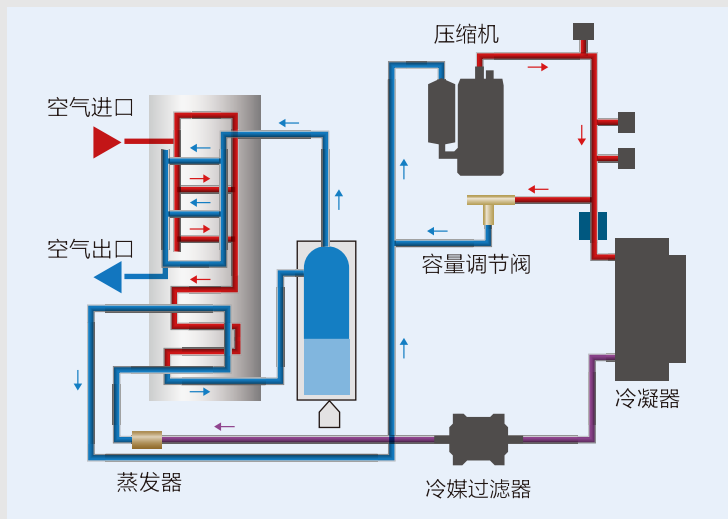 压缩机
空气进口
空气出口
容量调节阀
冷凝器
蒸发器
冷媒过滤器